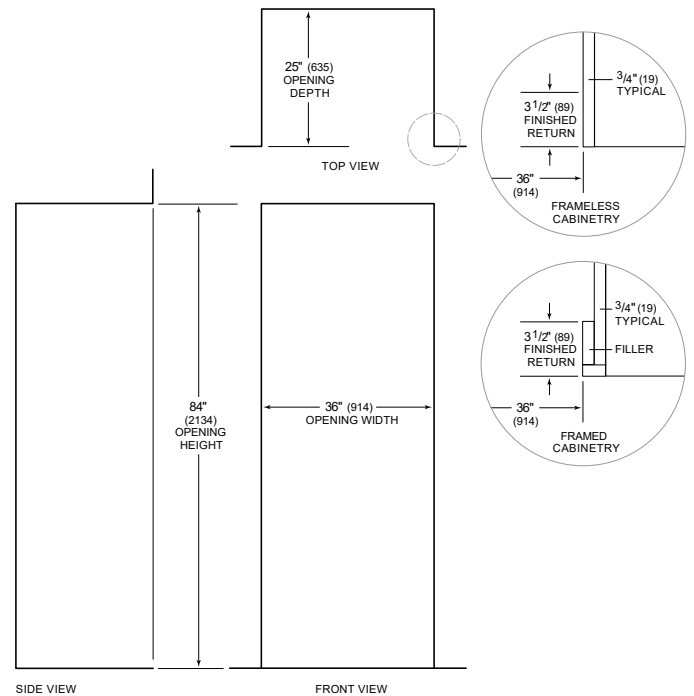 25" (635)
OPENING
DEPTH
TOP VIEW
3/4" (19)
TYPICAL
3 1/2" (89)
FINISHED
RETURN
36"
(914)
FRAMELESS
CABINETRY
3/4" (19)
TYPICAL
3 1/2" (89)
FINISHED
RETURN
FILLER
36"
(914)
FRAMED
CABINETRY
84"
(2134)
OPENING
HEIGHT
36" (914)
OPENING WIDTH
SIDE VIEW
FRONT VIEW